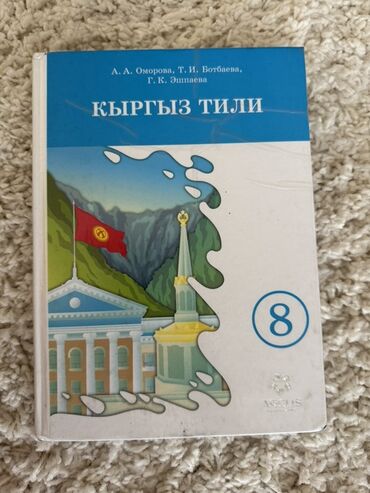 А. А. Оморова, Т. И. Ботбаева,
Г. К. Эшпаева
КЫРГЫЗ ТИЛИ
8